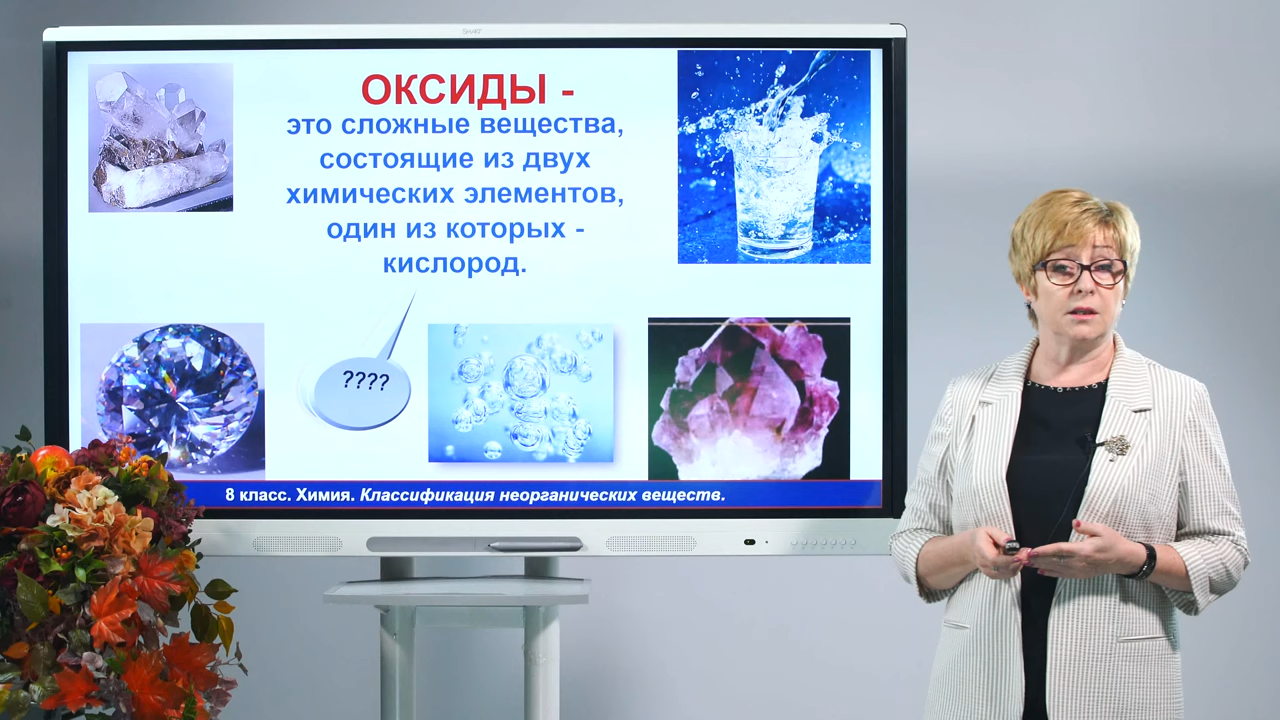 SMART
ОКСИДЫ -
это сложные вещества,
состоящие из двух
химических элементов,
один из которых -
кислород.
????
8 класс. Химия. Классификация неорганических веществ.